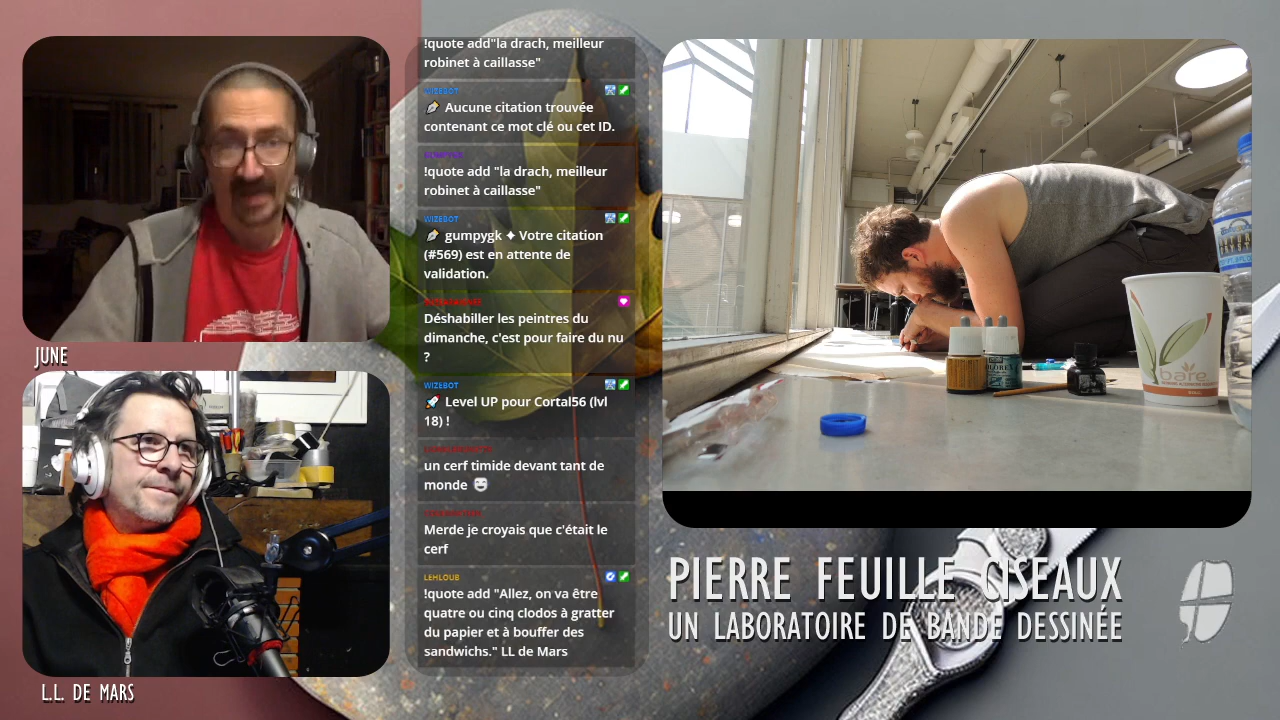 !quote add"la drach, meilleur
robinet à caillasse"
WIZEBOT
Aucune citation trouvée
contenant ce mot clé ou cet ID.
GUMPYGK
!quote add "la drach, meilleur
robinet à caillasse"
WIZEBOT
gumpygk ✦ Votre citation
(#569) est en attente de
validation.
Déshabiller les peintres du
dimanche, c'est pour faire du nu
?
WIZEBOT
Level UP pour Cortal56 (lvl
18) !
un cerf timide devant tant de
monde
Merde je croyais que c'était le
cerf
LEHLOUB
!quote add "Allez, on va être
quatre ou cinq clodos à gratter
du papier et à bouffer des
sandwichs." LL de Mars
JUNE
L.L. DE MARS
bare
PIERRE FEUILLE CISEAUX
UN LABORATOIRE DE BANDE DESSINÉE